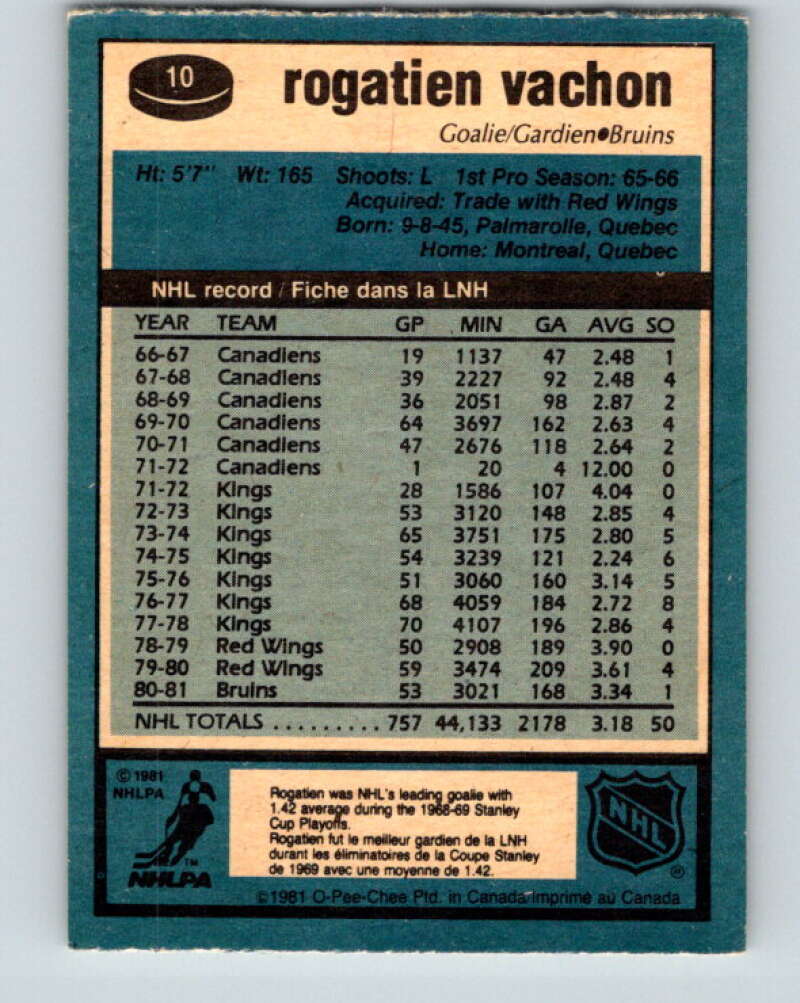 10
rogatien vachon
Goalie/Gardien●Bruins
Ht: 5'7" Wt: 165 Shoots: L 1st Pro Season: 65-66
Acquired: Trade with Red Wings
Born: 9-8-45, Palmarolle, Quebec
Home: Montreal, Quebec
NHL record / Fiche dans la LNH
YEAR TEAM GP MIN GA AVG SO
66-67 Canadiens 19 1137 47 2.48 1
67-68 Canadiens 39 2227 92 2.48 4
68-69 Canadiens 36 2051 98 2.87 2
69-70 Canadiens 64 3697 162 2.63 4
70-71 Canadiens 47 2676 118 2.64 2
71-72 Canadiens 1 20 4 12.00 0
71-72 Kings 28 1586 107 4.04 0
72-73 Kings 53 3120 148 2.85 4
73-74 Kings 65 3751 175 2.80 5
74-75 Kings 54 3239 121 2.24 6
75-76 Kings 51 3060 160 3.14 5
76-77 Kings 68 4059 184 2.72 8
77-78 Kings 70 4107 196 2.86 4
78-79 Red Wings 50 2908 189 3.90 0
79-80 Red Wings 59 3474 209 3.61 4
80-81 Bruins 53 3021 168 3.34 1
NHL TOTALS ......... 757 44,133 2178 3.18 50
© 1981
NHLPA
TM
NHLPA
Rogatien was NHL's leading goalie with
1.42 average during the 1968-69 Stanley
Cup Playoffs.
Rogatien fut le meilleur gardien de la LNH
durant les éliminatoires de la Coupe Stanley
de 1969 avec une moyenne de 1.42.
NHL
®
©1981 O-Pee-Chee Ptd. in Canada/Imprimé au Canada